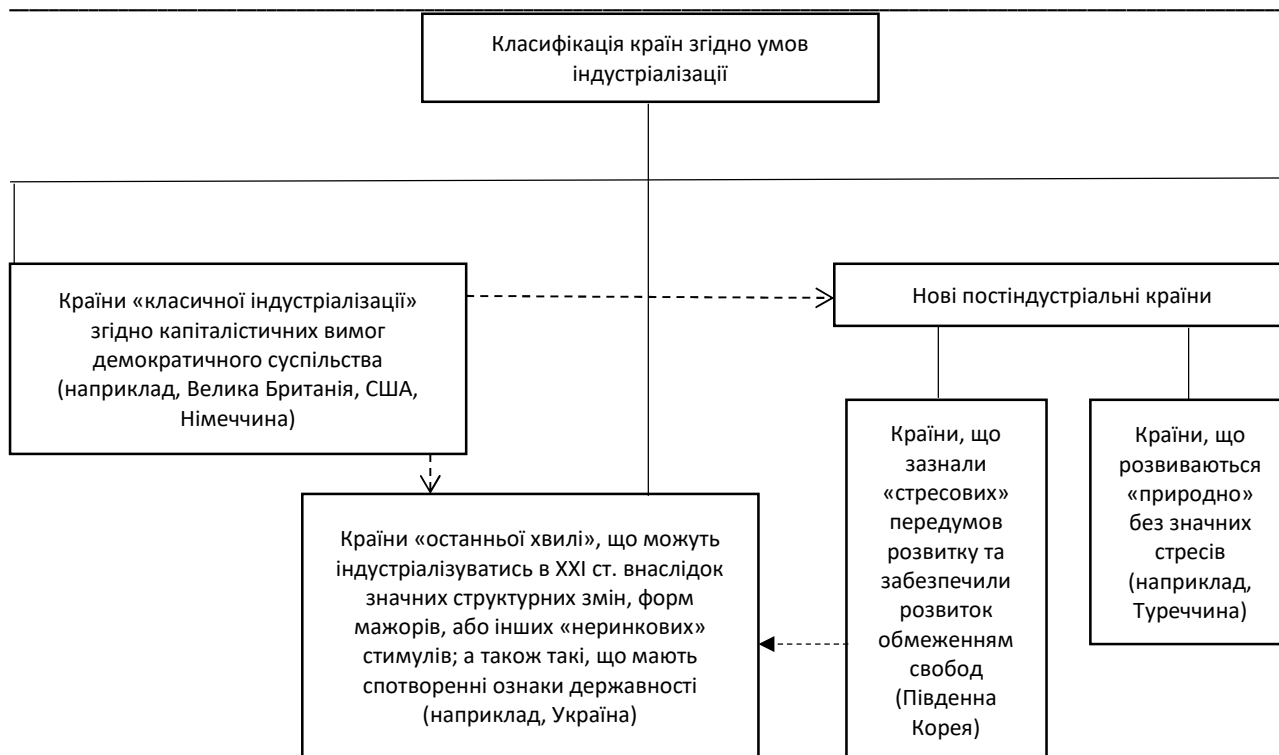 Класифікація країн згідно умов
індустріалізації
Країни «класичної індустріалізації»
згідно капіталістичних вимог
демократичного суспільства
(наприклад, Велика Британія, США,
Німеччина)
Нові постіндустріальні країни
Країни «останньої хвилі», що можуть
індустріалізуватись в ХХІ ст. внаслідок
значних структурних змін, форм
мажорів, або інших «неринкових»
стимулів; а також такі, що мають
спотворенні ознаки державності
(наприклад, Україна)
Країни, що
зазнали
«стресових»
передумов
розвитку та
забезпечили
розвиток
обмеженням
свобод
(Південна
Корея)
Країни, що
розвиваються
«природно»
без значних
стресів
(наприклад,
Туреччина)